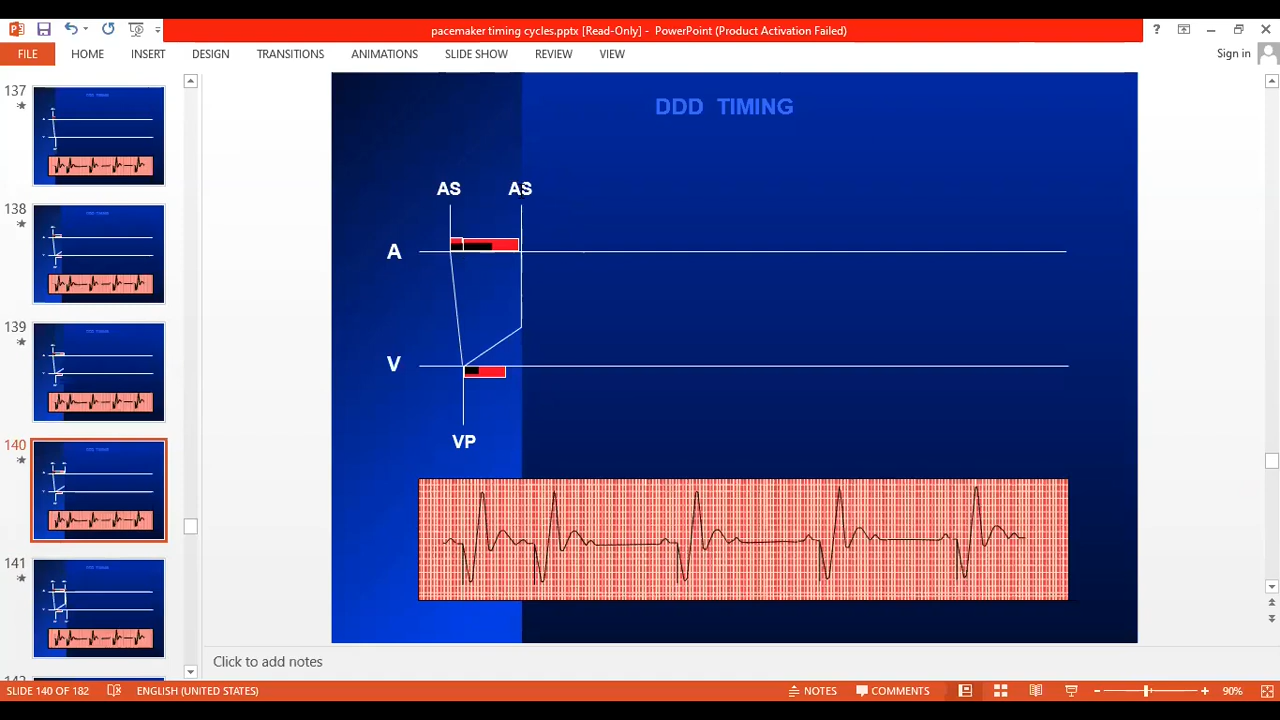 pacemaker timing cycles.pptx [Read-Only] - PowerPoint (Product Activation Failed)
?
FILE HOME INSERT DESIGN TRANSITIONS ANIMATIONS SLIDE SHOW REVIEW VIEW
Sign in
137
138
139
140
141
DDD TIMING
AS AS
A
V
VP
Click to add notes
SLIDE 140 OF 182 ENGLISH (UNITED STATES) NOTES COMMENTS 90%